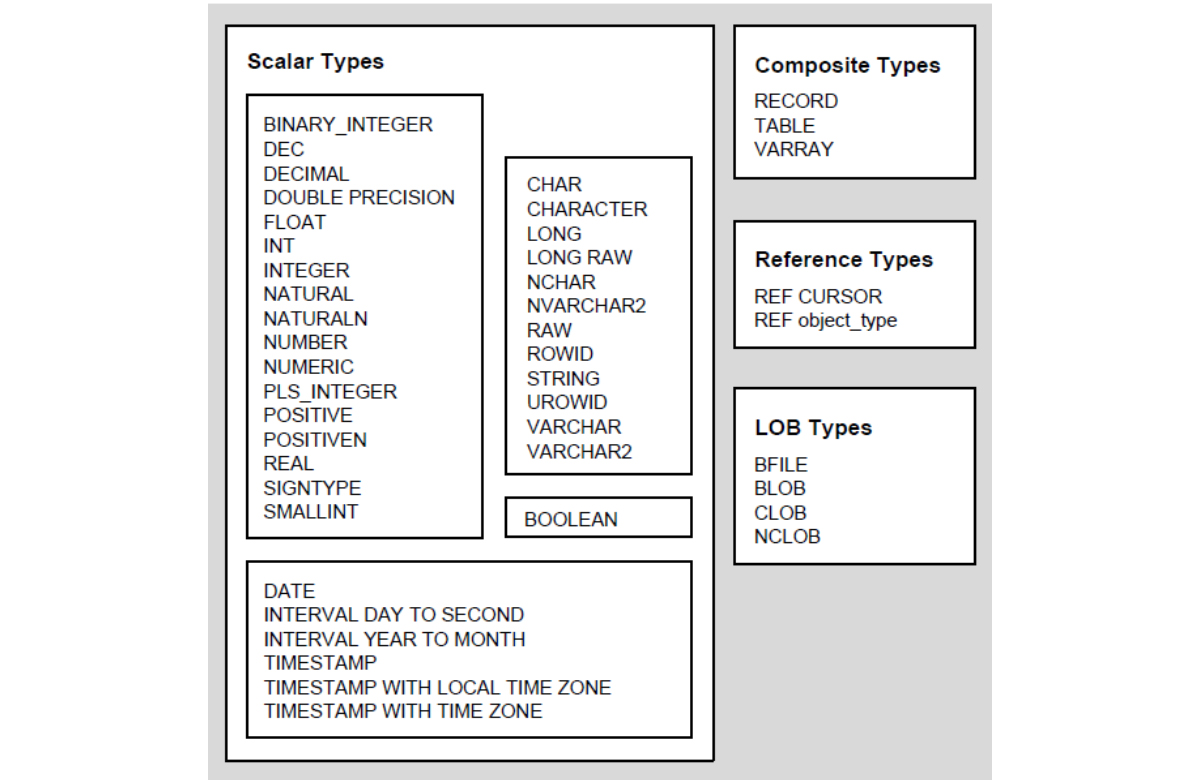 Scalar Types
BINARY_INTEGER
DEC
DECIMAL
DOUBLE PRECISION
FLOAT
INT
INTEGER
NATURAL
NATURALN
NUMBER
NUMERIC
PLS_INTEGER
POSITIVE
POSITIVEN
REAL
SIGNTYPE
SMALLINT
CHAR
CHARACTER
LONG
LONG RAW
NCHAR
NVARCHAR2
RAW
ROWID
STRING
UROWID
VARCHAR
VARCHAR2
BOOLEAN
DATE
INTERVAL DAY TO SECOND
INTERVAL YEAR TO MONTH
TIMESTAMP
TIMESTAMP WITH LOCAL TIME ZONE
TIMESTAMP WITH TIME ZONE
Composite Types
RECORD
TABLE
VARRAY
Reference Types
REF CURSOR
REF object_type
LOB Types
BFILE
BLOB
CLOB
NCLOB